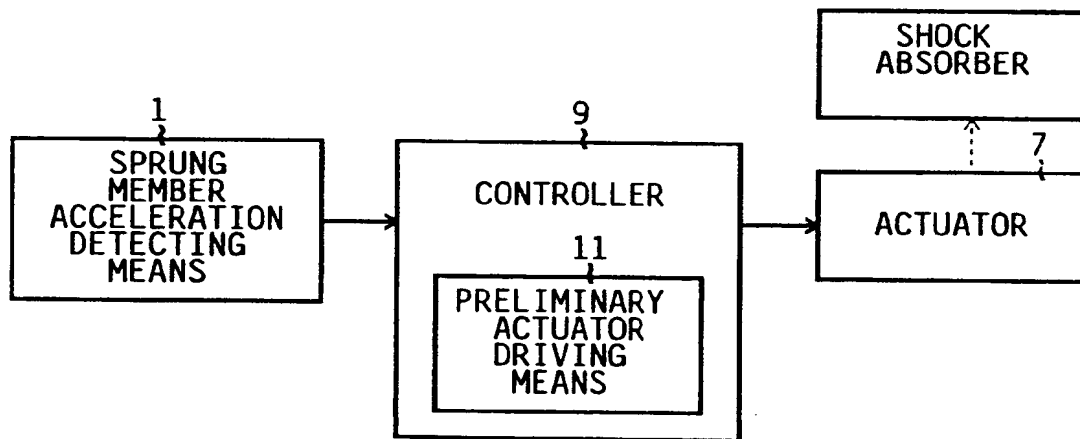 SHOCK
ABSORBER
1
SPRUNG
MEMBER
ACCELERATION
DETECTING
MEANS
9
CONTROLLER
11
PRELIMINARY
ACTUATOR
DRIVING
MEANS
7
ACTUATOR